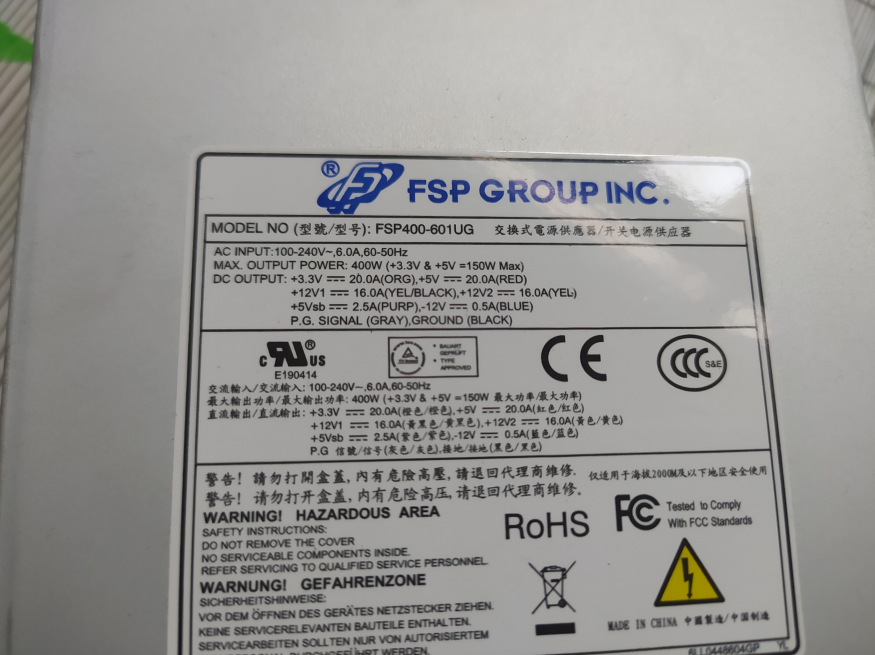 ® FSP GROUP INC.
MODEL NO (型號/型号): FSP400-601UG 交換式電源供應器/开关电源供应器
AC INPUT:100-240V~,6.0A,60-50Hz
MAX. OUTPUT POWER: 400W (+3.3V & +5V =150W Max)
DC OUTPUT: +3.3V ⎓ 20.0A(ORG),+5V ⎓ 20.0A(RED)
+12V1 ⎓ 16.0A(YEL/BLACK),+12V2 ⎓ 16.0A(YEL)
+5Vsb ⎓ 2.5A(PURP),-12V ⎓ 0.5A(BLUE)
P.G. SIGNAL (GRAY),GROUND (BLACK)
c RU ® US
E190414
• BAUART
GEPRÜFT
• TYPE
APPROVED
CE
CCC S&E
交流輸入/交流输入: 100-240V~,6.0A,60-50Hz
最大輸出功率/最大输出功率: 400W (+3.3V & +5V =150W 最大功率/最大功率)
直流輸出/直流输出: +3.3V ⎓ 20.0A(橙色/橙色),+5V ⎓ 20.0A(紅色/红色)
+12V1 ⎓ 16.0A(黃黑色/黄黑色),+12V2 ⎓ 16.0A(黃色/黄色)
+5Vsb ⎓ 2.5A(紫色/紫色),-12V ⎓ 0.5A(藍色/蓝色)
P.G 信號/信号(灰色/灰色),接地/接地(黑色/黑色)
警告! 請勿打開盒蓋,內有危險高壓,請退回代理商維修.
仅适用于海拔2000M及以下地区安全使用
警告! 请勿打开盒盖,内有危险高压,请退回代理商维修。
WARNING! HAZARDOUS AREA
SAFETY INSTRUCTIONS:
DO NOT REMOVE THE COVER
NO SERVICEABLE COMPONENTS INSIDE.
REFER SERVICING TO QUALIFIED SERVICE PERSONNEL.
RoHS
FC Tested to Comply
With FCC Standards
WARNUNG! GEFAHRENZONE
SICHERHEITSHINWEISE:
VOR DEM ÖFFNEN DES GERÄTES NETZSTECKER ZIEHEN.
KEINE SERVICERELEVANTEN BAUTEILE ENTHALTEN.
SERVICEARBEITEN SOLLTEN NUR VON AUTORISIERTEM
MADE IN CHINA 中國製造/中国制造
YL